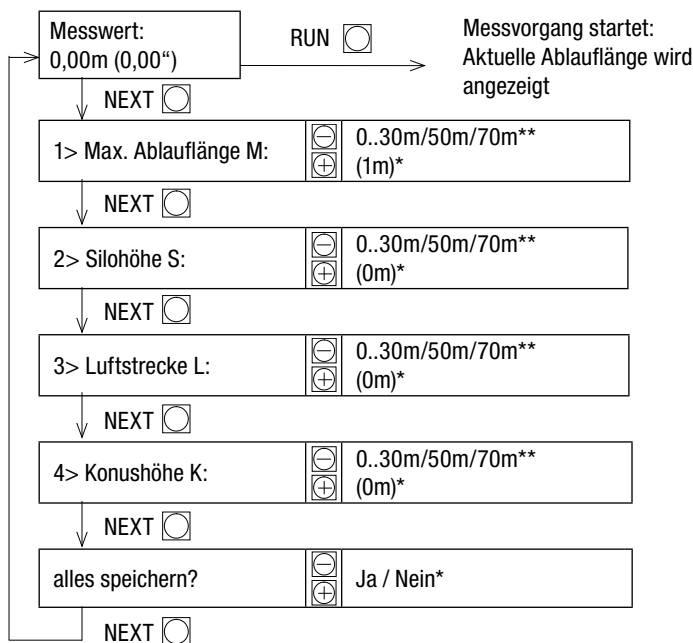 Messwert:
0,00m (0,00“)
RUN
Messvorgang startet:
Aktuelle Ablauflänge wird
angezeigt
NEXT
1> Max. Ablauflänge M:
0..30m/50m/70m**
(1m)*
NEXT
2> Silohöhe S:
0..30m/50m/70m**
(0m)*
NEXT
3> Luftstrecke L:
0..30m/50m/70m**
(0m)*
NEXT
4> Konushöhe K:
0..30m/50m/70m**
(0m)*
NEXT
alles speichern?
Ja / Nein*
NEXT